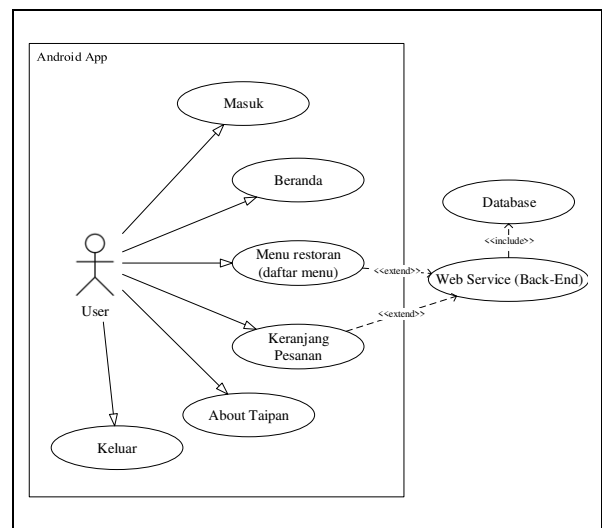 Android App
Masuk
Beranda
Database
<<include>>
Menu restoran
(daftar menu)
<<extend>>
Web Service (Back-End)
User
<<extend>>
Keranjang
Pesanan
About Taipan
Keluar